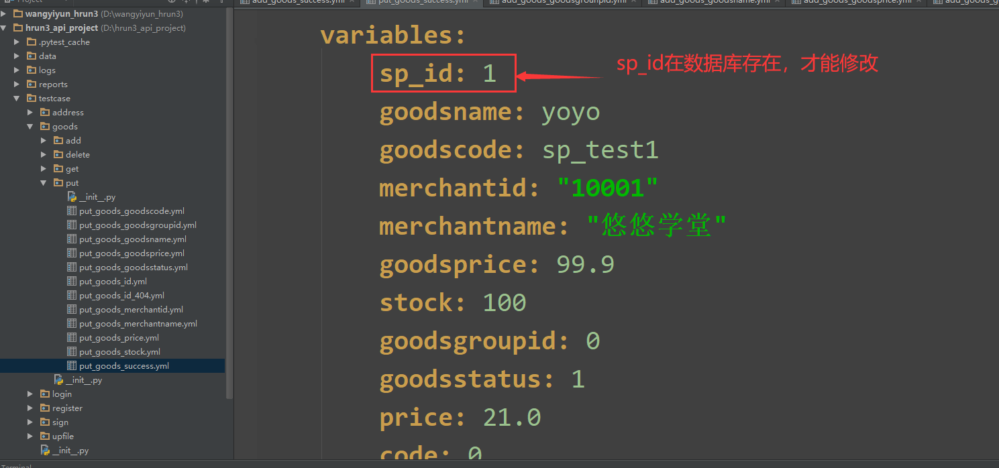 Project
wangyiyun_hrun3 (D:\wangyiyun_hrun3)
hrun3_api_project (D:\hrun3_api_project)
.pytest_cache
data
logs
reports
testcase
address
goods
add
delete
get
put
__init__.py
put_goods_goodscode.yml
put_goods_goodsgroupid.yml
put_goods_goodsname.yml
put_goods_goodsprice.yml
put_goods_goodsstatus.yml
put_goods_id.yml
put_goods_id_404.yml
put_goods_merchantid.yml
put_goods_merchantname.yml
put_goods_price.yml
put_goods_stock.yml
put_goods_success.yml
__init__.py
login
register
sign
upfile
__init__.py
Terminal
add_goods_success.yml
put_goods_success.yml
add_goods_goodsgroupid.yml
add_goods_goodsname.yml
add_goods_goodsprice.yml
variables:
sp_id: 1
sp_id在数据库存在，才能修改
goodsname: yoyo
goodscode: sp_test1
merchantid: "10001"
merchantname: "悠悠学堂"
goodsprice: 99.9
stock: 100
goodsgroupid: 0
goodsstatus: 1
price: 21.0
code: 0